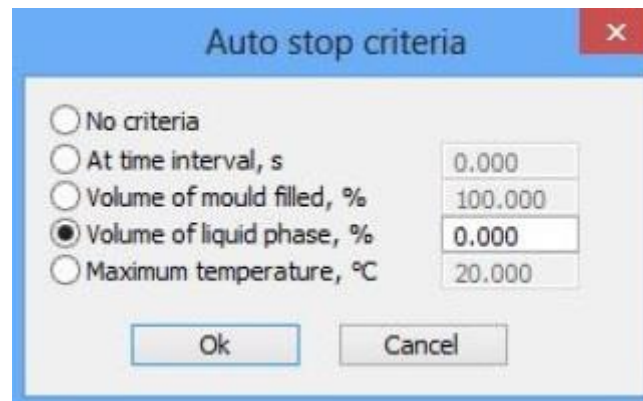 Auto stop criteria
No criteria
At time interval, s 0.000
Volume of mould filled, % 100.000
Volume of liquid phase, % 0.000
Maximum temperature, ºC 20.000
Ok Cancel